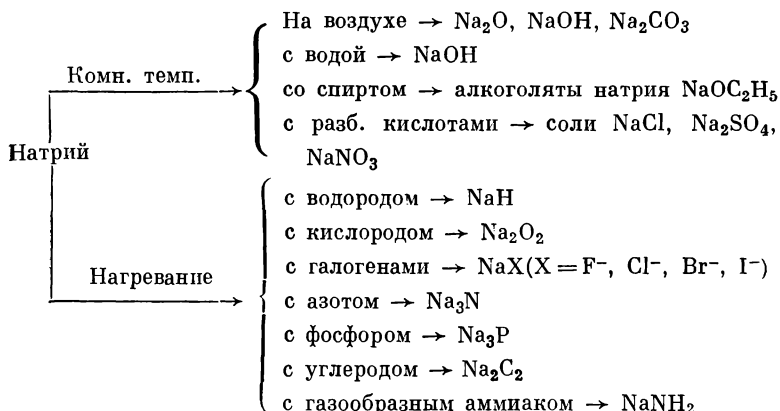 На воздухе → Na₂O, NaOH, Na₂CO₃
с водой → NaOH
Комн. темп.
со спиртом → алкоголяты натрия NaOC₂H₅
с разб. кислотами → соли NaCl, Na₂SO₄,
NaNO₃
Натрий
с водородом → NaH
с кислородом → Na₂O₂
Нагревание
с галогенами → NaX(X = F⁻, Cl⁻, Br⁻, I⁻)
с азотом → Na₃N
с фосфором → Na₃P
с углеродом → Na₂C₂
с газообразным аммиаком → NaNH₂